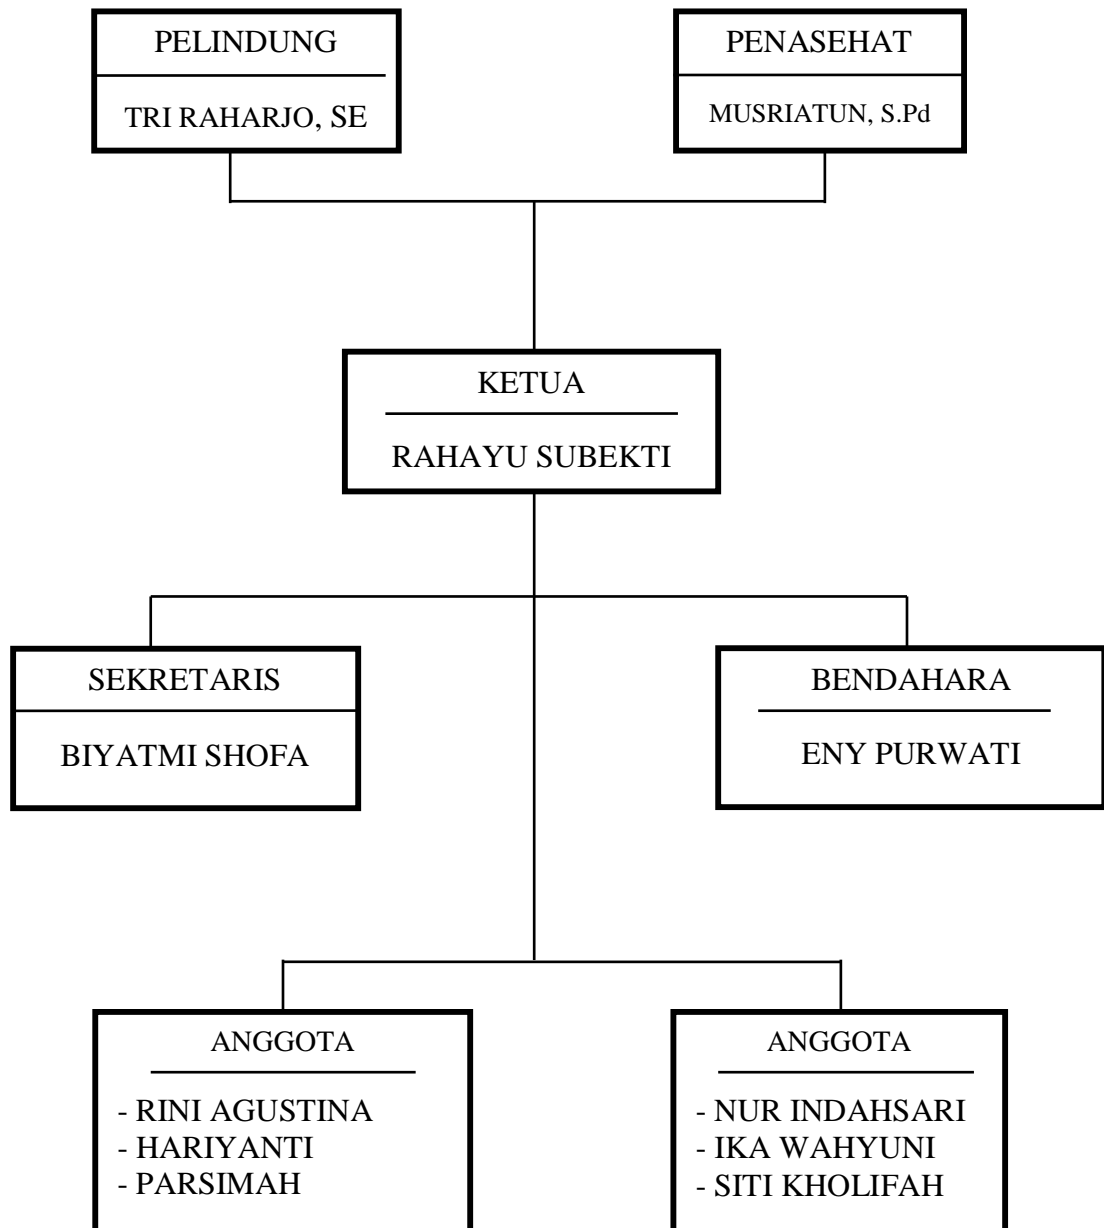 PELINDUNG
TRI RAHARJO, SE
PENASEHAT
MUSRIATUN, S.Pd
KETUA
RAHAYU SUBEKTI
SEKRETARIS
BIYATMI SHOFA
BENDAHARA
ENY PURWATI
ANGGOTA
- RINI AGUSTINA
- HARIYANTI
- PARSIMAH
ANGGOTA
- NUR INDAHSARI
- IKA WAHYUNI
- SITI KHOLIFAH